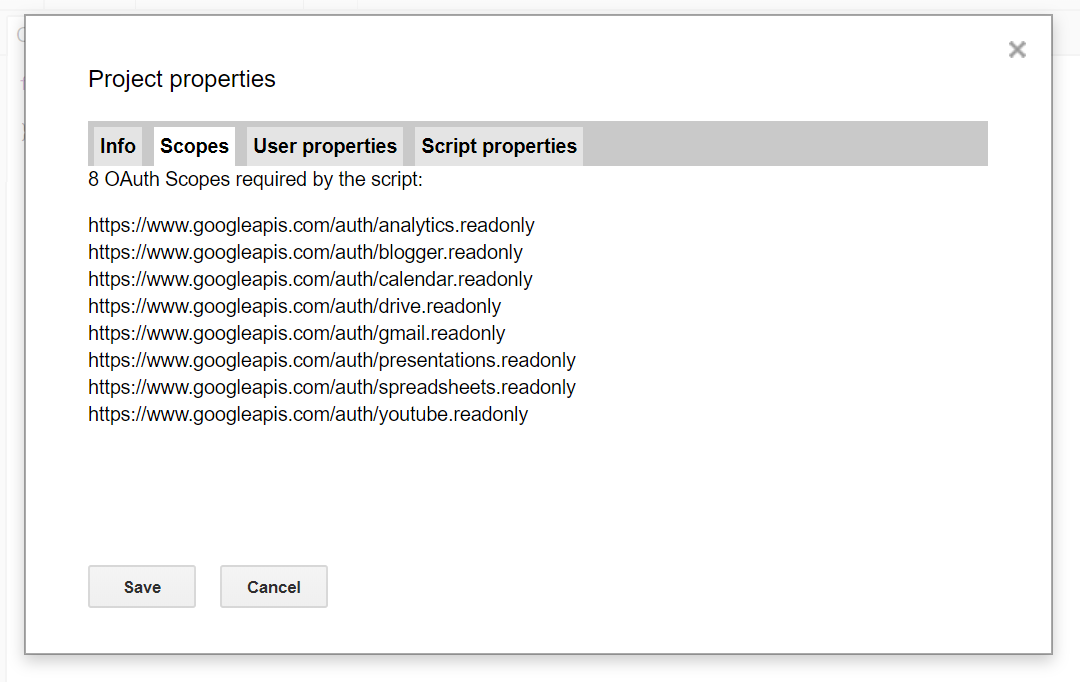 Project properties
Info Scopes User properties Script properties
8 OAuth Scopes required by the script:
https://www.googleapis.com/auth/analytics.readonly
https://www.googleapis.com/auth/blogger.readonly
https://www.googleapis.com/auth/calendar.readonly
https://www.googleapis.com/auth/drive.readonly
https://www.googleapis.com/auth/gmail.readonly
https://www.googleapis.com/auth/presentations.readonly
https://www.googleapis.com/auth/spreadsheets.readonly
https://www.googleapis.com/auth/youtube.readonly
Save Cancel